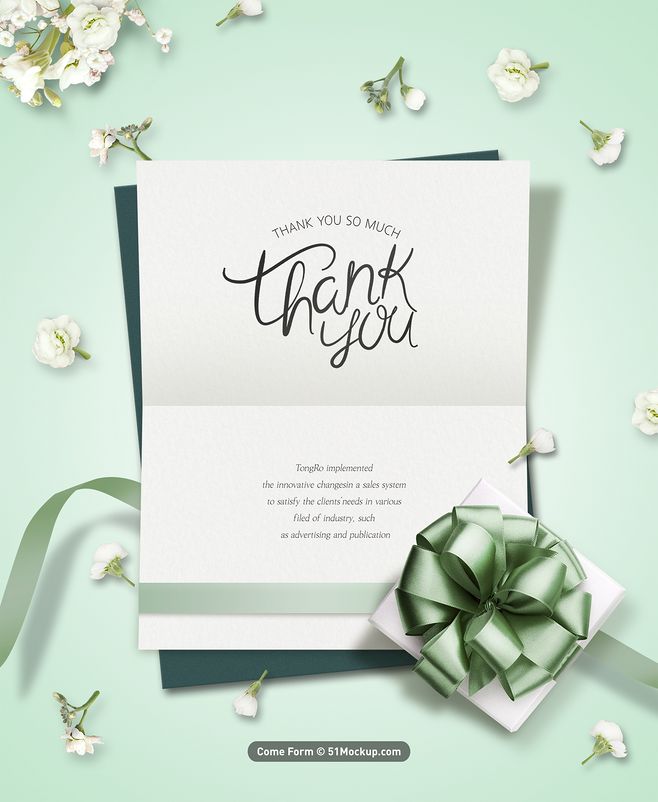 THANK YOU SO MUCH
Thank
you
TongRo implemented
the innovative changesin a sales system
to satisfy the clients'needs in various
filed of industry, such
as advertising and publication
Come Form © 51Mockup.com